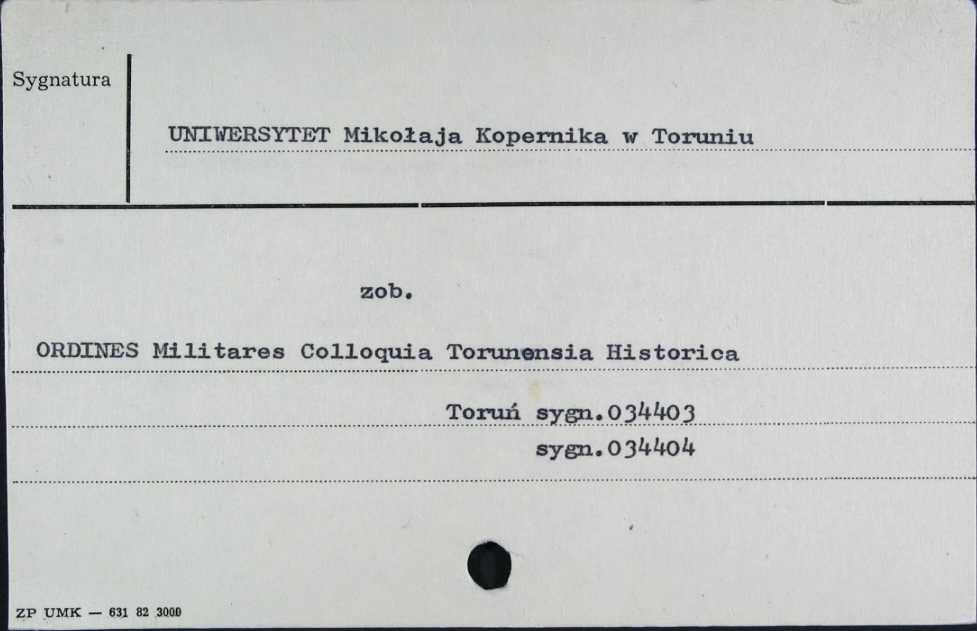 Sygnatura
UNIWERSYTET Mikołaja Kopernika w Toruniu
zob.
ORDINES Militares Colloquia Torunensia Historica
Toruń sygn.034403
sygn.034404
ZP UMK — 631 82 3000